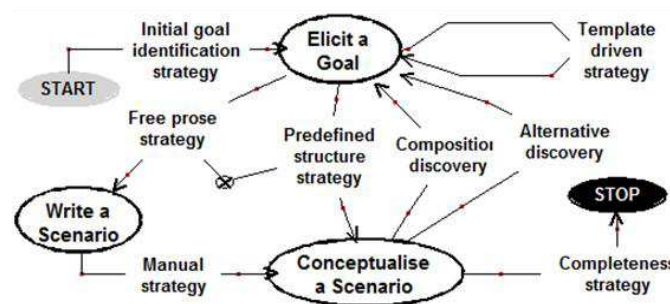 Initial goal
identification
strategy
Elicit a
Goal
Template
driven
strategy
START
Free prose
strategy
Predefined
structure
strategy
Composition
discovery
Alternative
discovery
STOP
Write a
Scenario
Manual
strategy
Conceptualise
a Scenario
Completeness
strategy